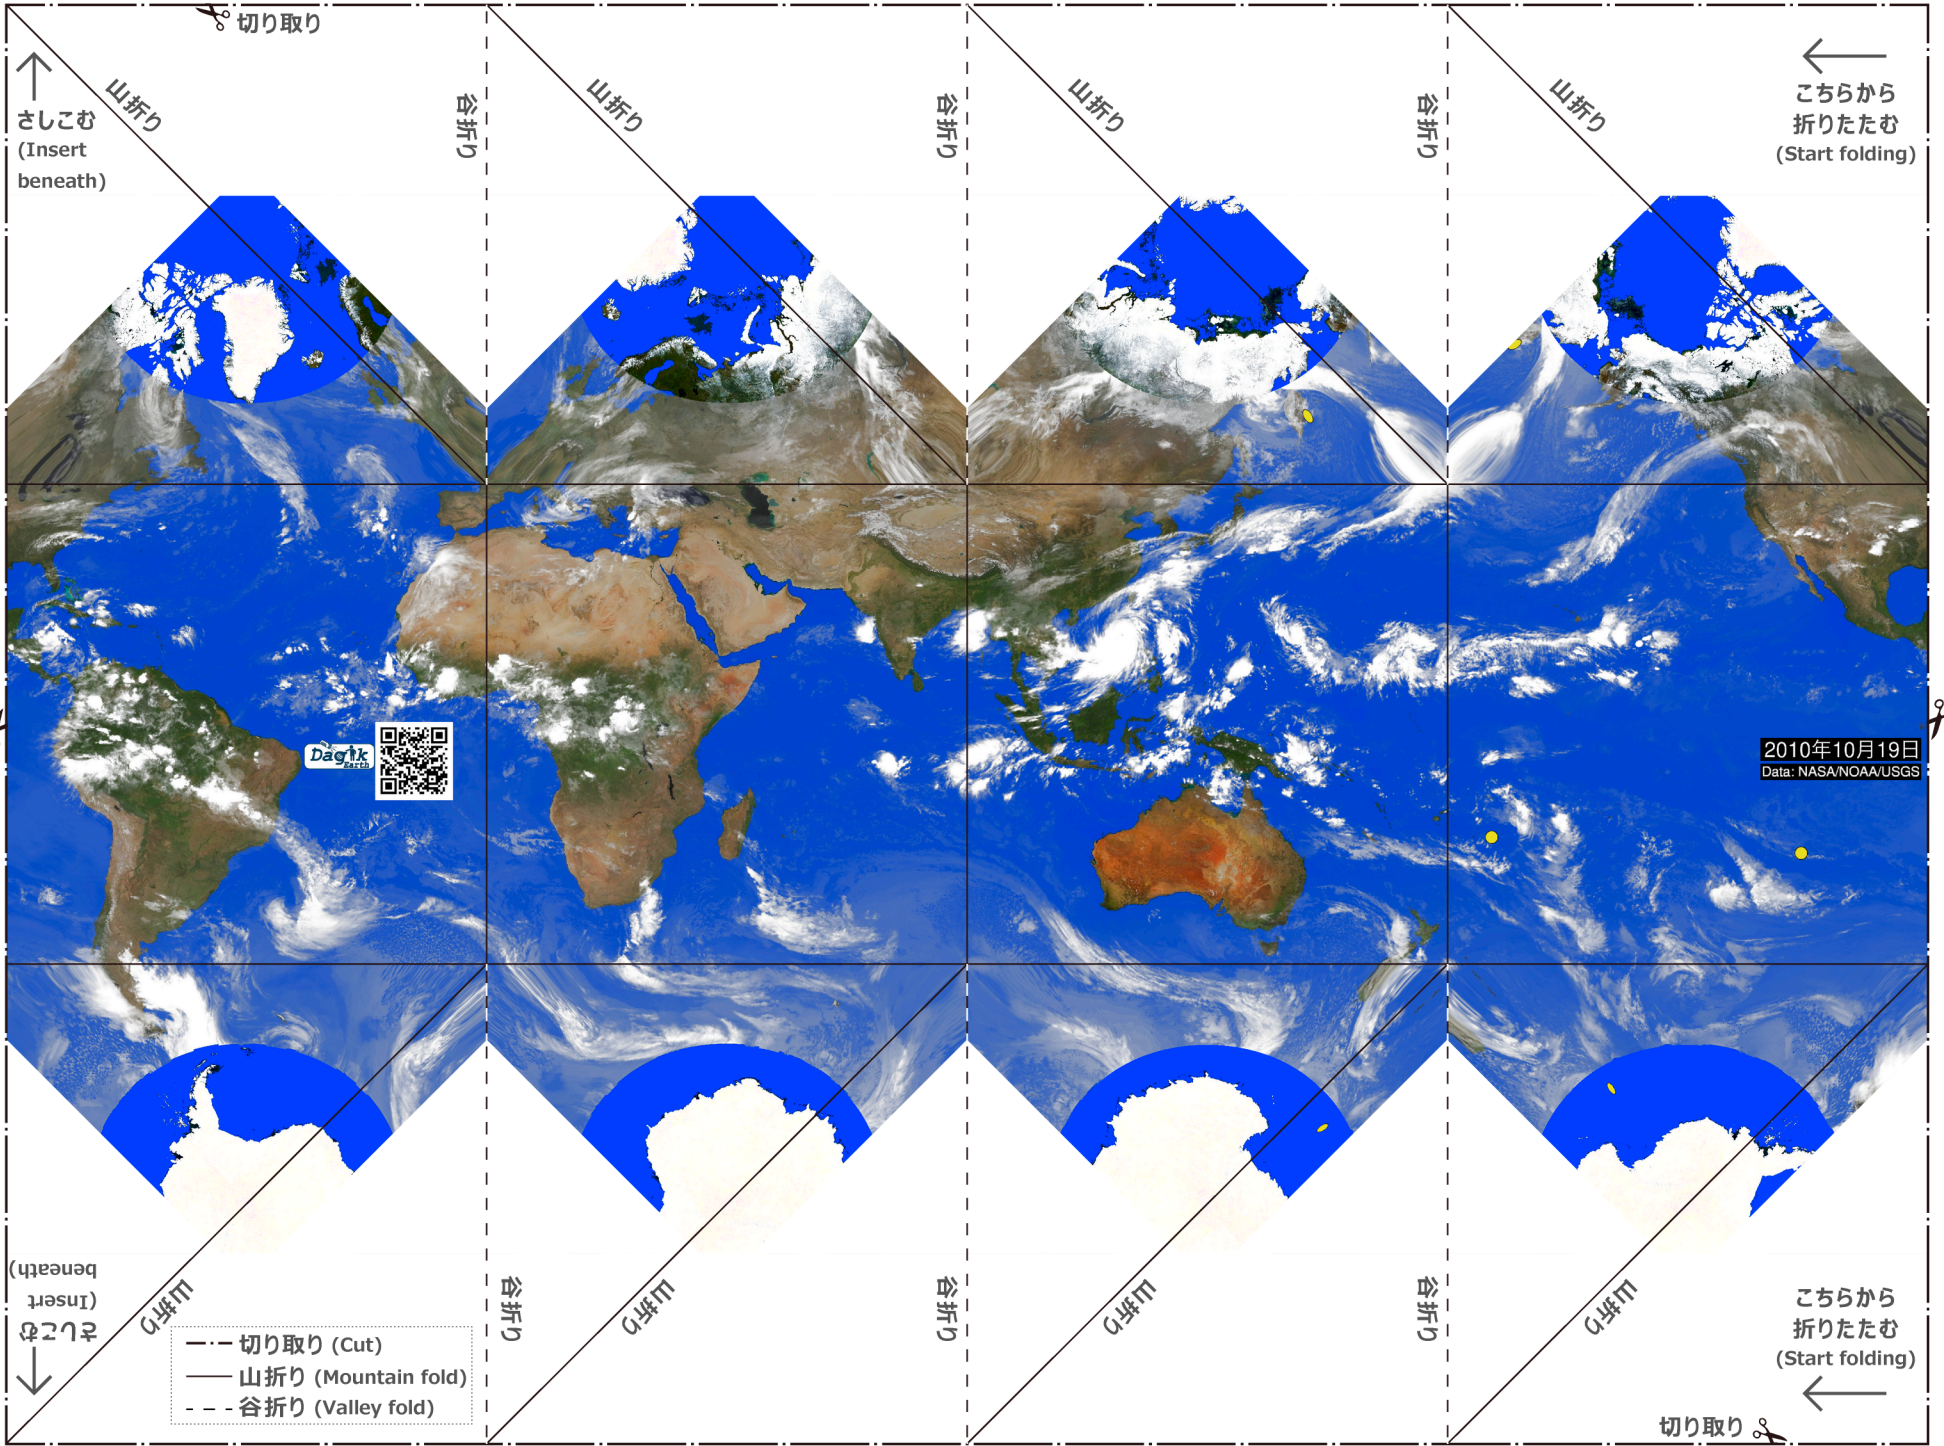 切り取り
山折り
谷折り
山折り
谷折り
山折り
谷折り
山折り
さしこむ
(Insert
beneath)
こちらから
折りたたむ
(Start folding)
Dagik
Earth
2010年10月19日
Data: NASA/NOAA/USGS
さしこむ
(Insert
beneath)
山折り
谷折り
山折り
谷折り
山折り
谷折り
山折り
こちらから
折りたたむ
(Start folding)
切り取り (Cut)
山折り (Mountain fold)
谷折り (Valley fold)
切り取り